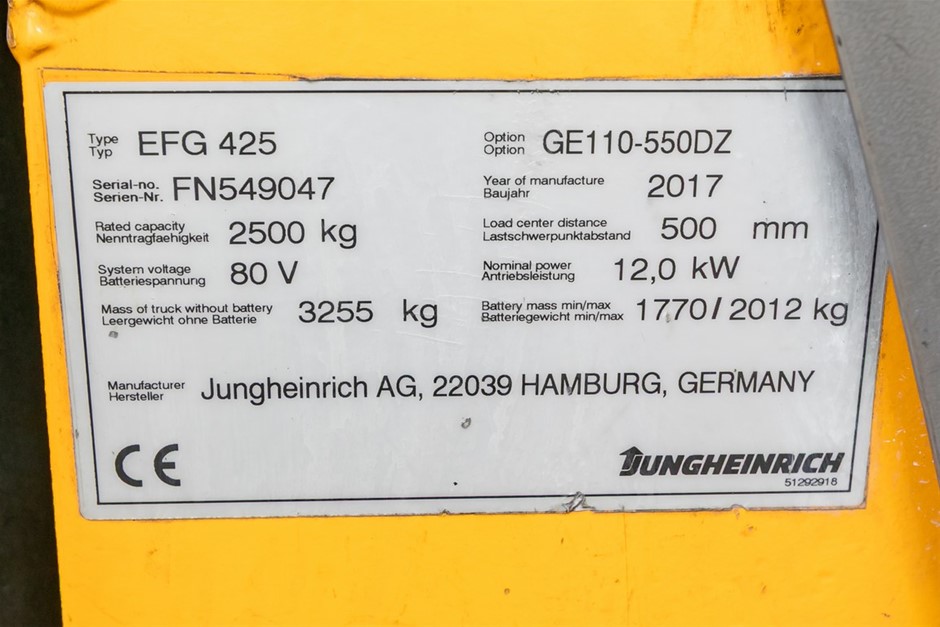 Type EFG 425 Option GE110-550DZ
Typ Option
Serial-no. FN549047 Year of manufacture 2017
Serien-Nr. Baujahr
Rated capacity 2500 kg Load center distance 500 mm
Nenntragfaehigkeit Lastschwerpunktabstand
System voltage 80 V Nominal power 12,0 kW
Batteriespannung Antriebsleistung
Mass of truck without battery 3255 kg Battery mass min/max 1770/2012 kg
Leergewicht ohne Batterie Batteriegewicht min/max
Manufacturer Jungheinrich AG, 22039 HAMBURG, GERMANY
Hersteller
CE JUNGHEINRICH
51292918